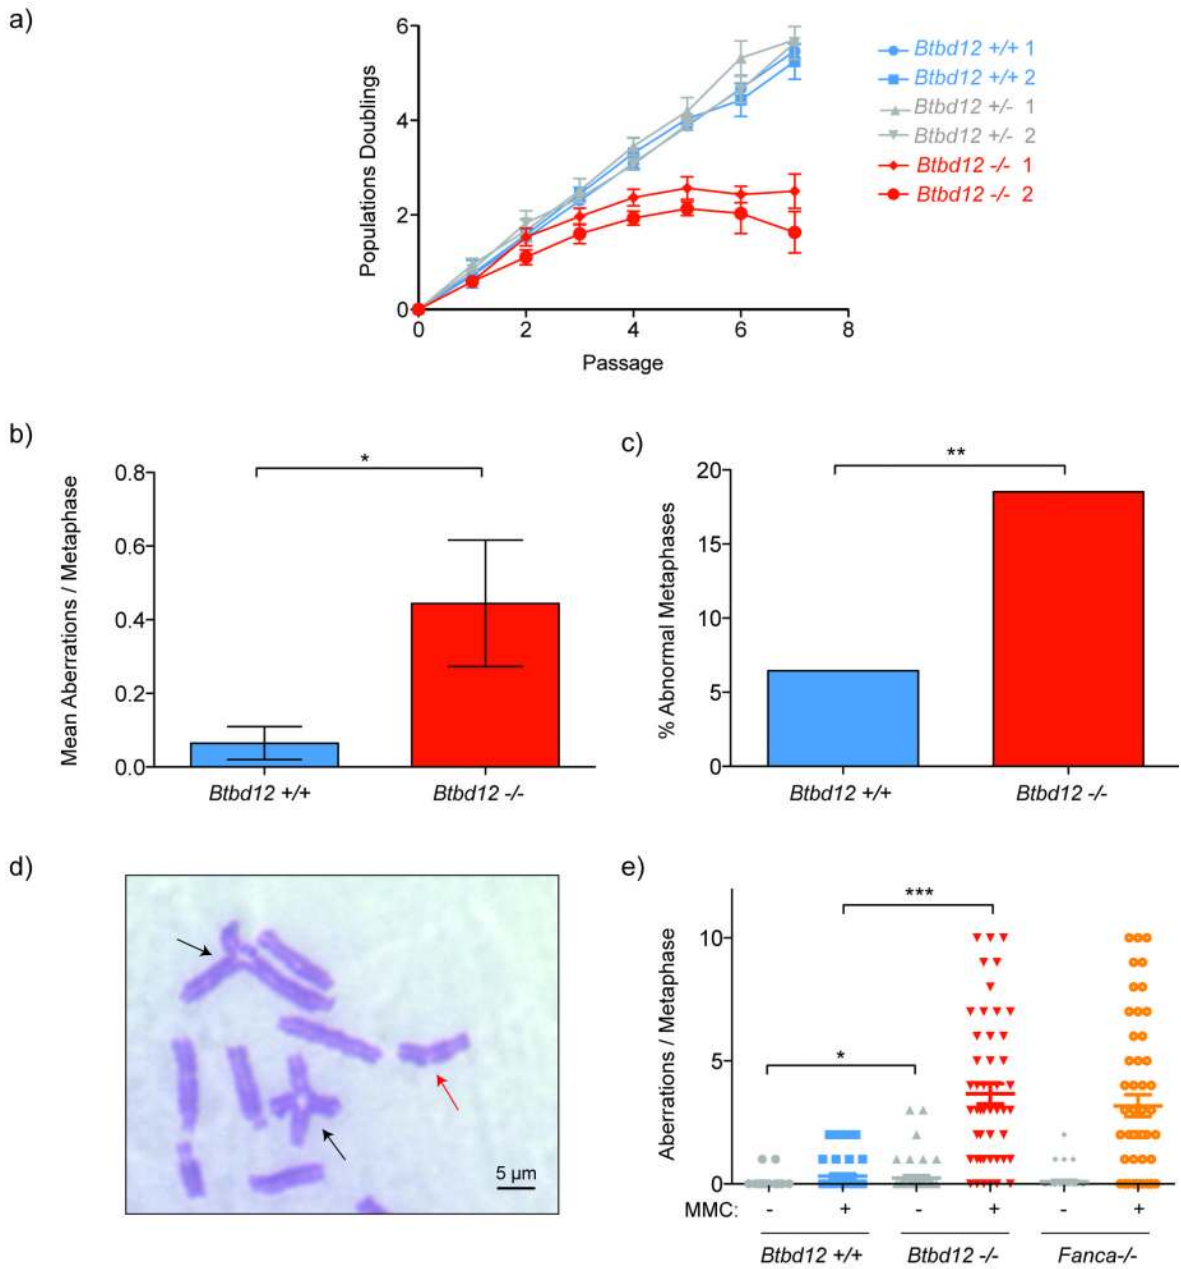 a)
Populations Doublings
6
4
2
0
0 2 4 6 8
Passage
Btbd12 +/+ 1
Btbd12 +/+ 2
Btbd12 +/- 1
Btbd12 +/- 2
Btbd12 -/- 1
Btbd12 -/- 2
b)
Mean Aberrations / Metaphase
0.8
0.6
0.4
0.2
0.0
*
Btbd12 +/+ Btbd12 -/-
c)
% Abnormal Metaphases
20
15
10
5
0
**
Btbd12 +/+ Btbd12 -/-
d)
5 µm
e)
Aberrations / Metaphase
10
5
0
***
*
MMC: - + - + - +
Btbd12 +/+ Btbd12 -/- Fanca-/-